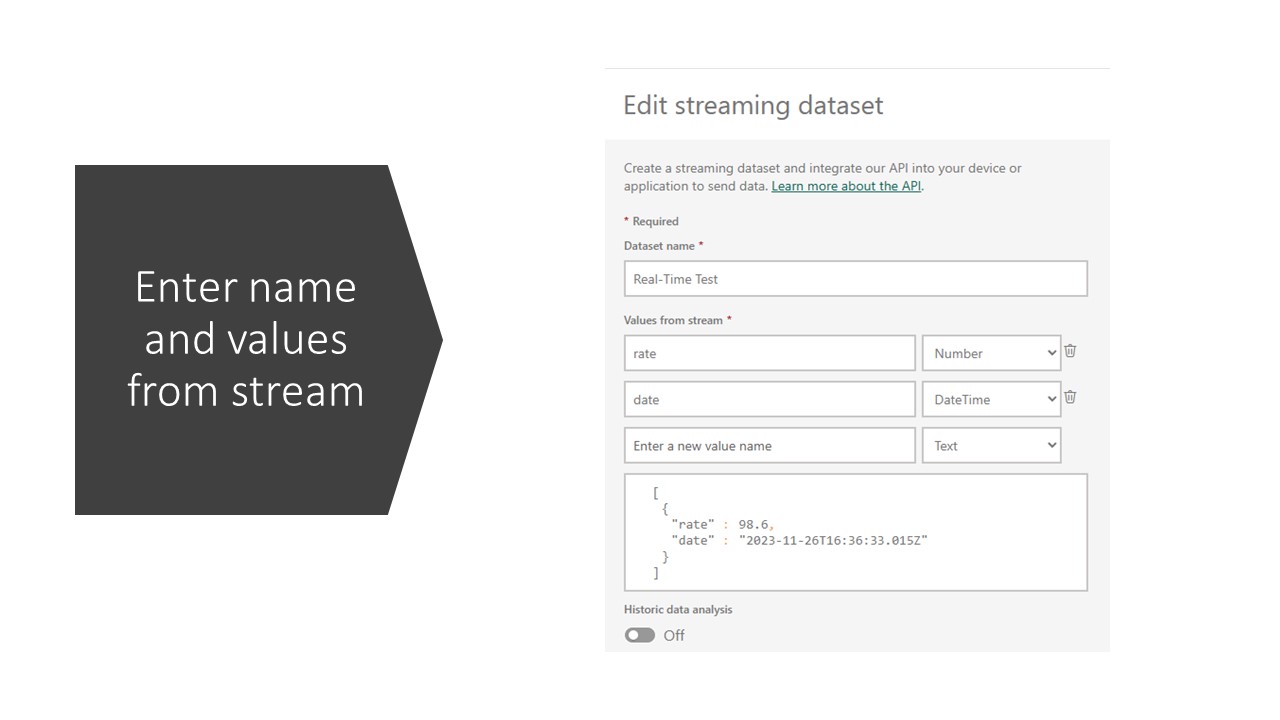 Enter name
and values
from stream
Edit streaming dataset
Create a streaming dataset and integrate our API into your device or
application to send data. Learn more about the API.
* Required
Dataset name *
Real-Time Test
Values from stream *
rate Number
date DateTime
Enter a new value name Text
[
{
"rate" : 98.6,
"date" : "2023-11-26T16:36:33.015Z"
}
]
Historic data analysis
Off